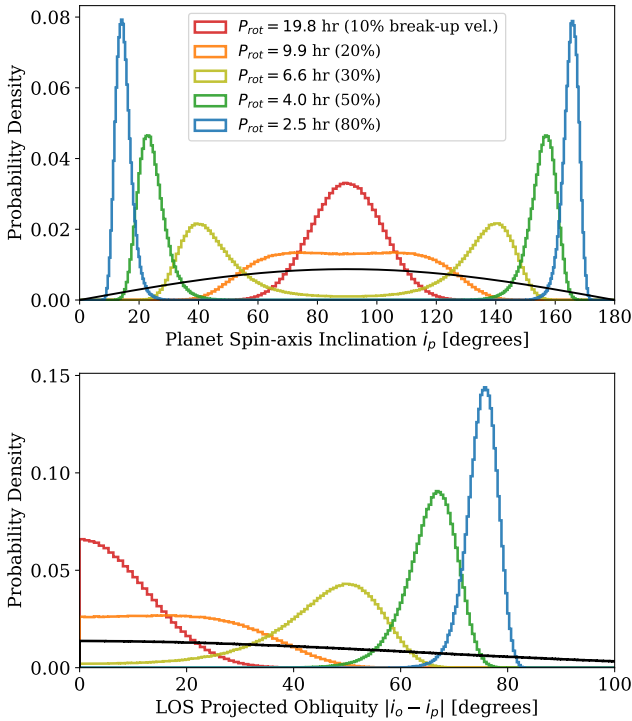 0.08
0.06
0.04
0.02
0.00
Probability Density
P_rot = 19.8 hr (10% break-up vel.)
P_rot = 9.9 hr (20%)
P_rot = 6.6 hr (30%)
P_rot = 4.0 hr (50%)
P_rot = 2.5 hr (80%)
0 20 40 60 80 100 120 140 160 180
Planet Spin-axis Inclination i_p [degrees]
0.15
0.10
0.05
0.00
Probability Density
0 20 40 60 80 100
LOS Projected Obliquity |i_o − i_p| [degrees]